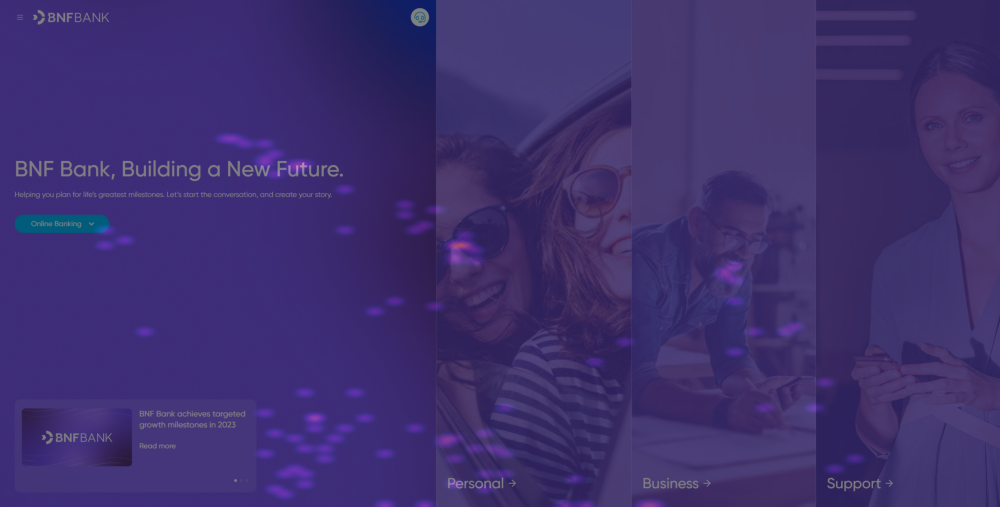 BNFBANK
BNF Bank, Building a New Future.
Helping you plan for life's greatest milestones. Let's start the conversation, and create your story.
Online Banking
BNFBANK
BNF Bank achieves targeted
growth milestones in 2023
Read more
Personal →
Business →
Support →